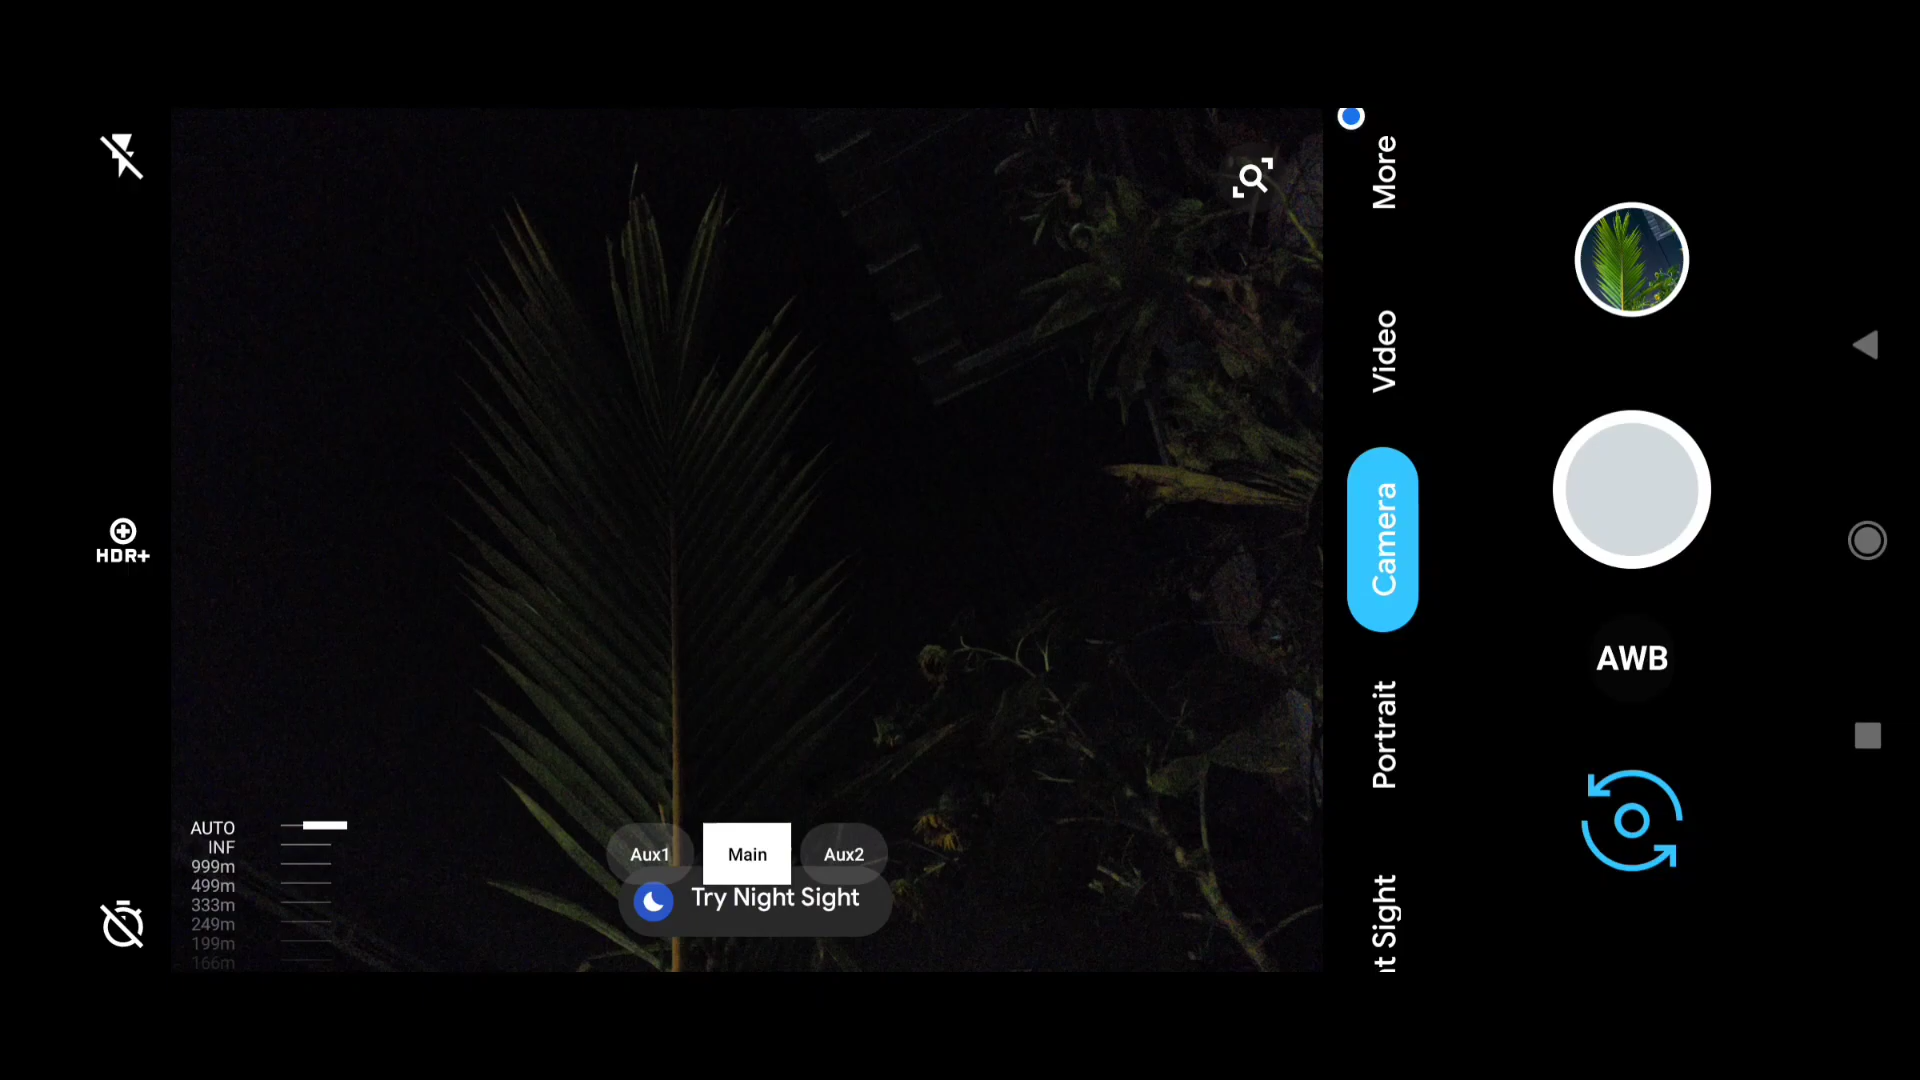 HDR+
AUTO
INF
999m
499m
333m
249m
199m
166m
Aux1
Main
Aux2
Try Night Sight
More
Video
Camera
Portrait
t Sight
AWB